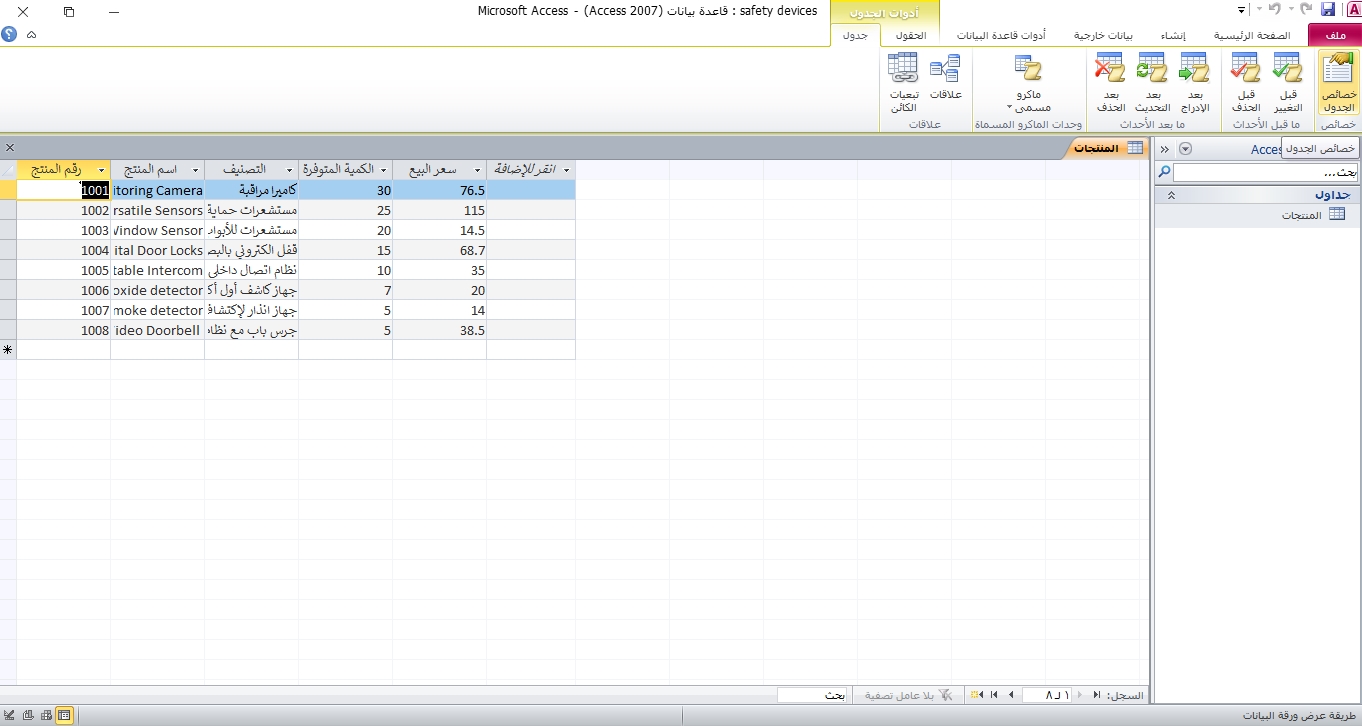 safety devices : قاعدة بيانات (Access 2007) - Microsoft Access
أدوات الجدول
ملف
الصفحة الرئيسية
إنشاء
بيانات خارجية
أدوات قاعدة البيانات
الحقول
جدول
خصائص الجدول
قبل التغيير
قبل الحذف
بعد الإدراج
بعد التحديث
بعد الحذف
ماكرو مسمى
علاقات
تبعيات الكائن
خصائص
ما قبل الأحداث
ما بعد الأحداث
وحدات الماكرو المسماة
علاقات
خصائص الجدول
Acces
بحث...
جداول
المنتجات
المنتجات
رقم المنتج اسم المنتج التصنيف الكمية المتوفرة سعر البيع انقر للإضافة
1001 itoring Camera كاميرا مراقبة 30 76.5
1002 rsatile Sensors مستشعرات حماية 25 115
1003 Window Sensor مستشعرات للأبواب 20 14.5
1004 ital Door Locks قفل الكتروني بالبص 15 68.7
1005 table Intercom نظام اتصال داخلي 10 35
1006 oxide detector جهاز كاشف أول أك 7 20
1007 moke detector جهاز انذار لإكتشاف 5 14
1008 ideo Doorbell جرس باب مع نظام 5 38.5
السجل: ١ لـ ٨ بلا عامل تصفية بحث
طريقة عرض ورقة البيانات